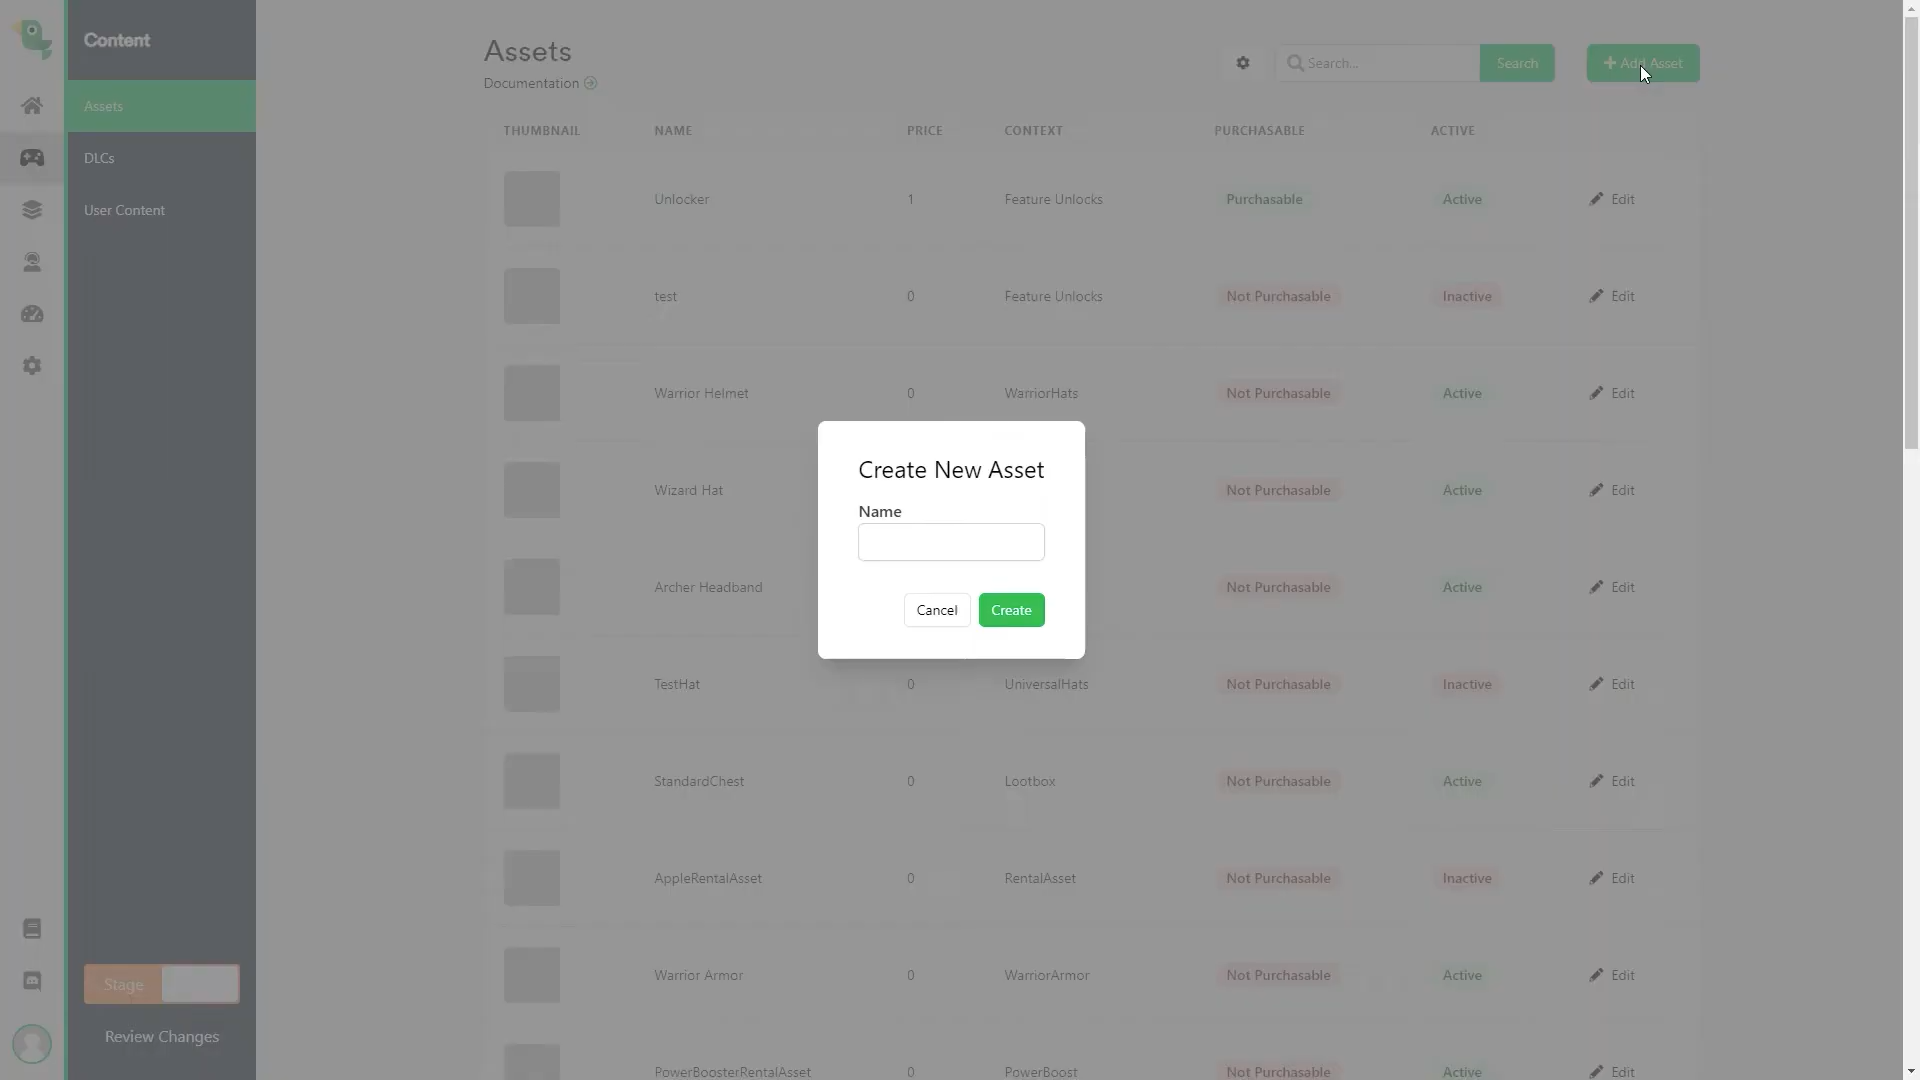 Content
Assets
DLCs
User Content
Stage
Review Changes
Assets
Documentation
Search...
Search
+ Add Asset
THUMBNAIL NAME PRICE CONTEXT PURCHASABLE ACTIVE
Unlocker 1 Feature Unlocks Purchasable Active Edit
test 0 Feature Unlocks Not Purchasable Inactive Edit
Warrior Helmet 0 WarriorHats Not Purchasable Active Edit
Wizard Hat Not Purchasable Active Edit
Archer Headband Not Purchasable Active Edit
TestHat 0 UniversalHats Not Purchasable Inactive Edit
StandardChest 0 Lootbox Not Purchasable Active Edit
AppleRentalAsset 0 RentalAsset Not Purchasable Inactive Edit
Warrior Armor 0 WarriorArmor Not Purchasable Active Edit
PowerBoosterRentalAsset 0 PowerBoost Not Purchasable Active Edit
Create New Asset
Name
Cancel
Create